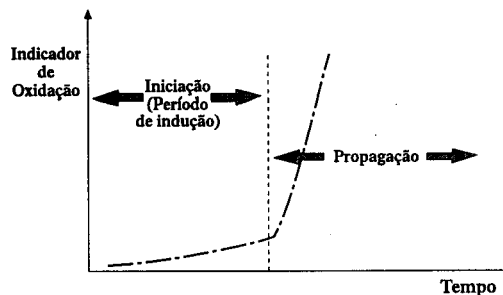 Indicador
de
Oxidação
Iniciação
(Período
de indução)
Propagação
Tempo